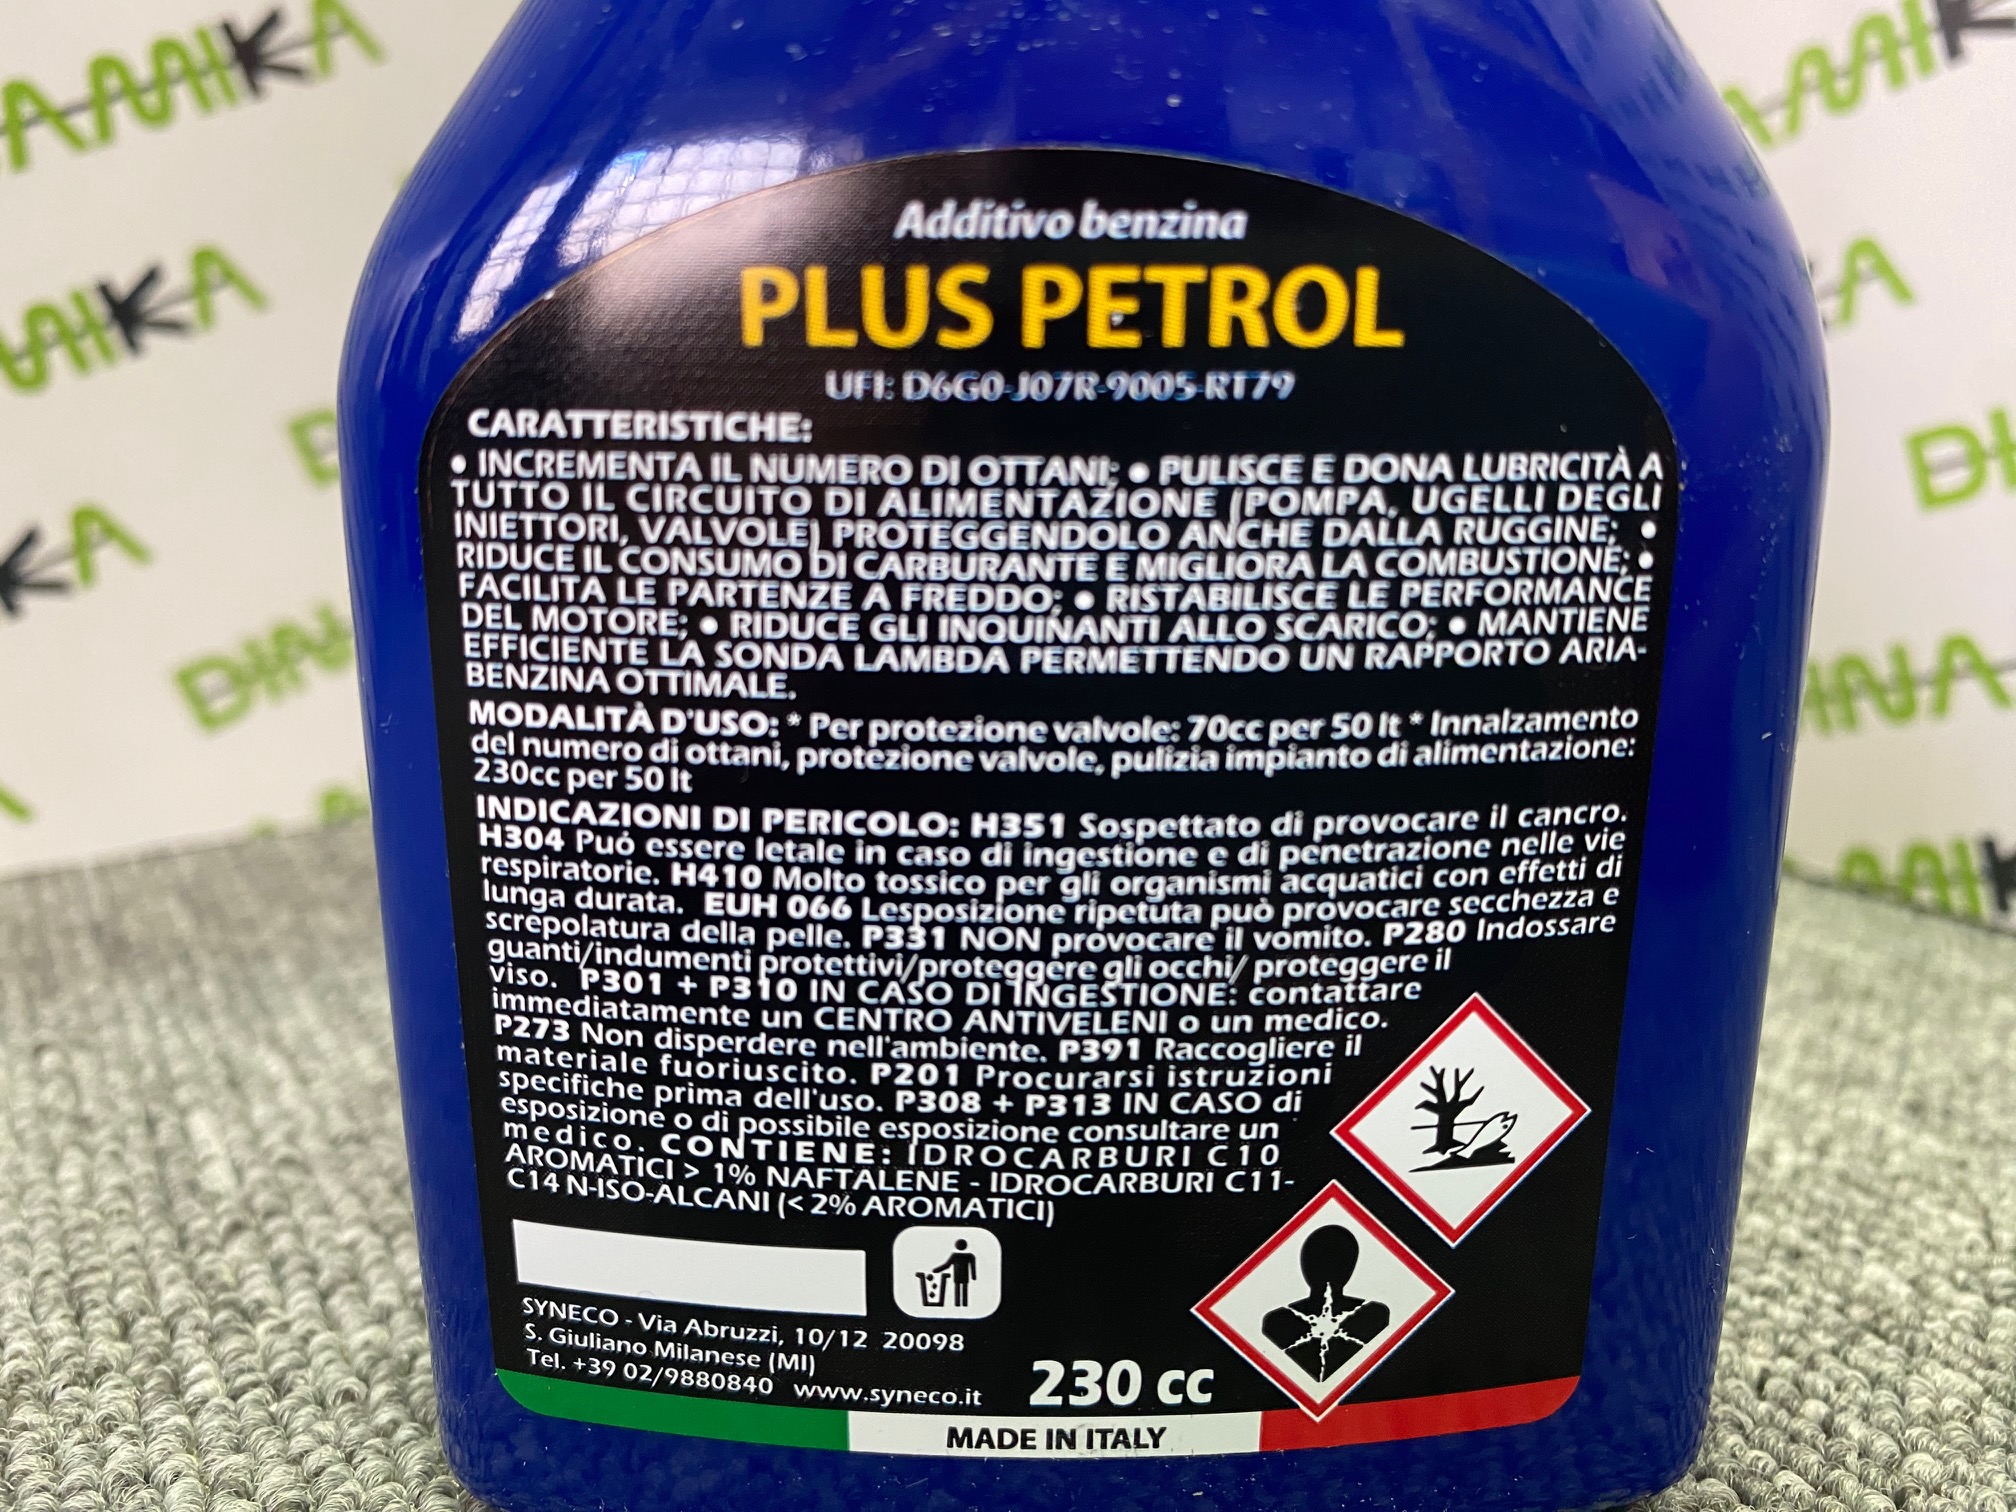 Additivo benzina
PLUS PETROL
UFI: D6G0-J07R-9005-RT79
CARATTERISTICHE:
• INCREMENTA IL NUMERO DI OTTANI; • PULISCE E DONA LUBRICITÀ A
TUTTO IL CIRCUITO DI ALIMENTAZIONE (POMPA, UGELLI DEGLI
INIETTORI, VALVOLE) PROTEGGENDOLO ANCHE DALLA RUGGINE; •
RIDUCE IL CONSUMO DI CARBURANTE E MIGLIORA LA COMBUSTIONE; •
FACILITA LE PARTENZE A FREDDO; • RISTABILISCE LE PERFORMANCE
DEL MOTORE; • RIDUCE GLI INQUINANTI ALLO SCARICO; • MANTIENE
EFFICIENTE LA SONDA LAMBDA PERMETTENDO UN RAPPORTO ARIA-
BENZINA OTTIMALE.
MODALITÀ D'USO: * Per protezione valvole: 70cc per 50 lt * Innalzamento
del numero di ottani, protezione valvole, pulizia impianto di alimentazione:
230cc per 50 lt
INDICAZIONI DI PERICOLO: H351 Sospettato di provocare il cancro.
H304 Può essere letale in caso di ingestione e di penetrazione nelle vie
respiratorie. H410 Molto tossico per gli organismi acquatici con effetti di
lunga durata. EUH 066 L'esposizione ripetuta può provocare secchezza e
screpolatura della pelle. P331 NON provocare il vomito. P280 Indossare
guanti/indumenti protettivi/proteggere gli occhi/ proteggere il
viso. P301 + P310 IN CASO DI INGESTIONE: contattare
immediatamente un CENTRO ANTIVELENI o un medico.
P273 Non disperdere nell'ambiente. P391 Raccogliere il
materiale fuoriuscito. P201 Procurarsi istruzioni
specifiche prima dell'uso. P308 + P313 IN CASO di
esposizione o di possibile esposizione consultare un
medico. CONTIENE: IDROCARBURI C10
AROMATICI > 1% NAFTALENE - IDROCARBURI C11-
C14 N-ISO-ALCANI (< 2% AROMATICI)
SYNECO - Via Abruzzi, 10/12 20098
S. Giuliano Milanese (MI)
Tel. +39 02/9880840 www.syneco.it
230 cc
MADE IN ITALY